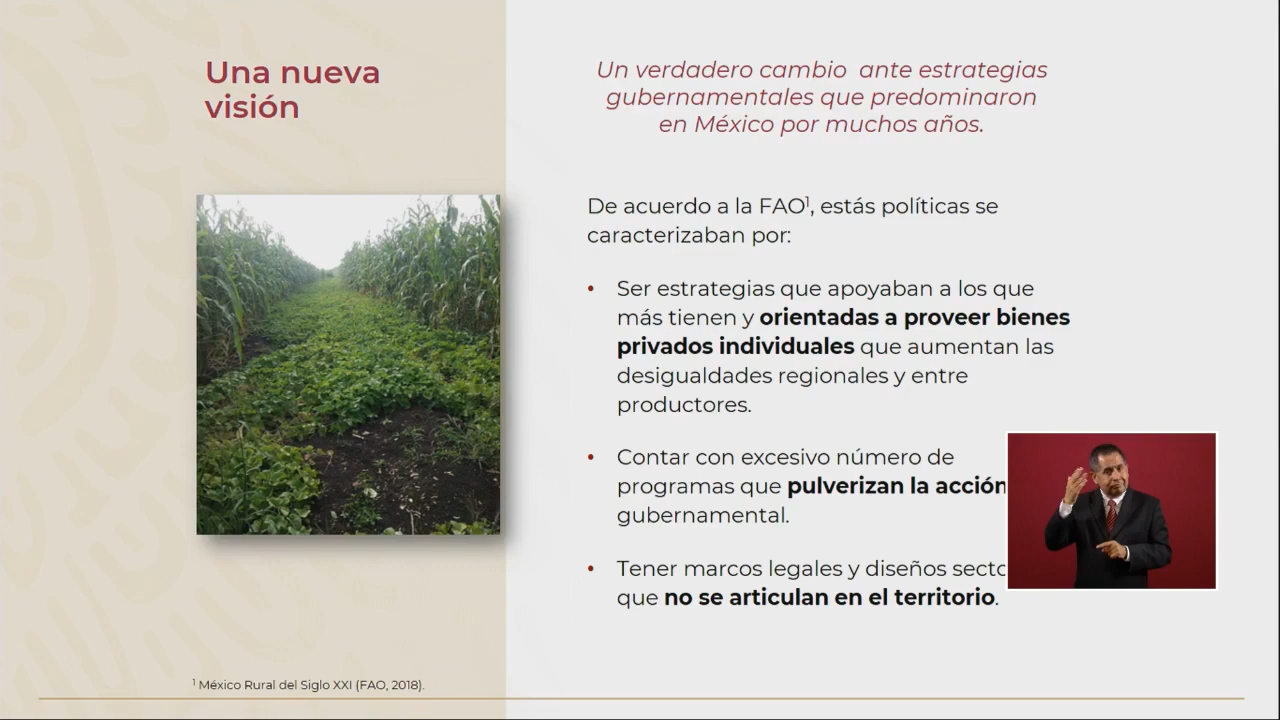 Una nueva
visión
Un verdadero cambio ante estrategias
gubernamentales que predominaron
en México por muchos años.
De acuerdo a la FAO¹, estás políticas se
caracterizaban por:
• Ser estrategias que apoyaban a los que
más tienen y orientadas a proveer bienes
privados individuales que aumentan las
desigualdades regionales y entre
productores.
• Contar con excesivo número de
programas que pulverizan la acción
gubernamental.
• Tener marcos legales y diseños
que no se articulan en el territorio.
¹ México Rural del Siglo XXI (FAO, 2018).